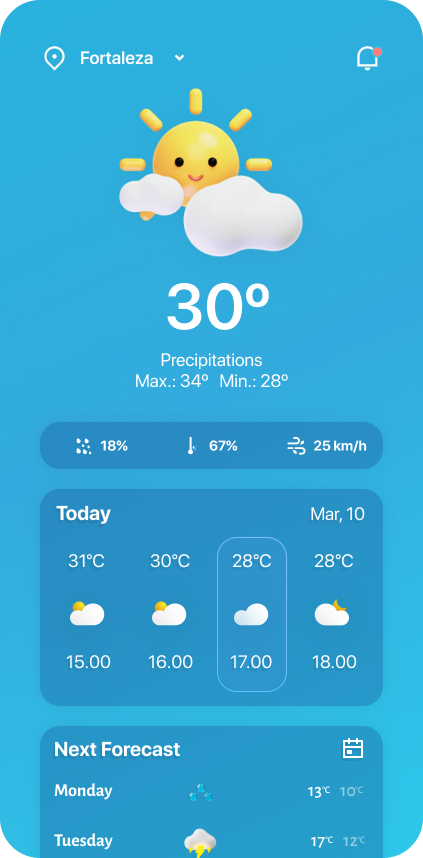 Fortaleza
30º
Precipitations
Max.: 34º Min.: 28º
18% 67% 25 km/h
Today Mar, 10
31°C 30°C 28°C 28°C
15.00 16.00 17.00 18.00
Next Forecast
Monday 13°C 10°C
Tuesday 17°C 12°C